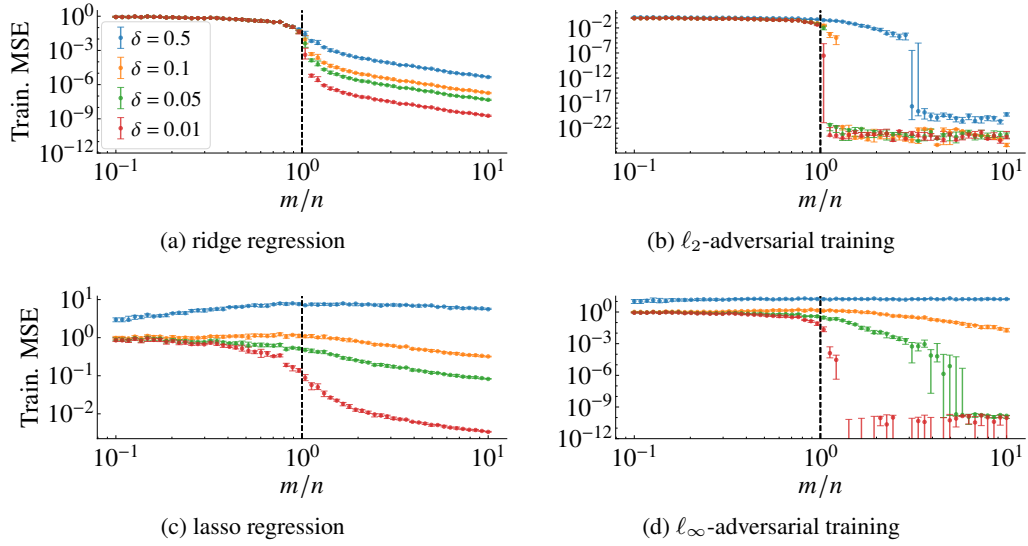 Train. MSE
10^0
10^−3
10^−6
10^−9
10^−12
δ = 0.5
δ = 0.1
δ = 0.05
δ = 0.01
10^−1
10^0
10^1
m/n
(a) ridge regression
10^−2
10^−7
10^−12
10^−17
10^−22
10^−1
10^0
10^1
m/n
(b) ℓ₂-adversarial training
Train. MSE
10^1
10^0
10^−1
10^−2
10^−1
10^0
10^1
m/n
(c) lasso regression
10^0
10^−3
10^−6
10^−9
10^−12
10^−1
10^0
10^1
m/n
(d) ℓ∞-adversarial training